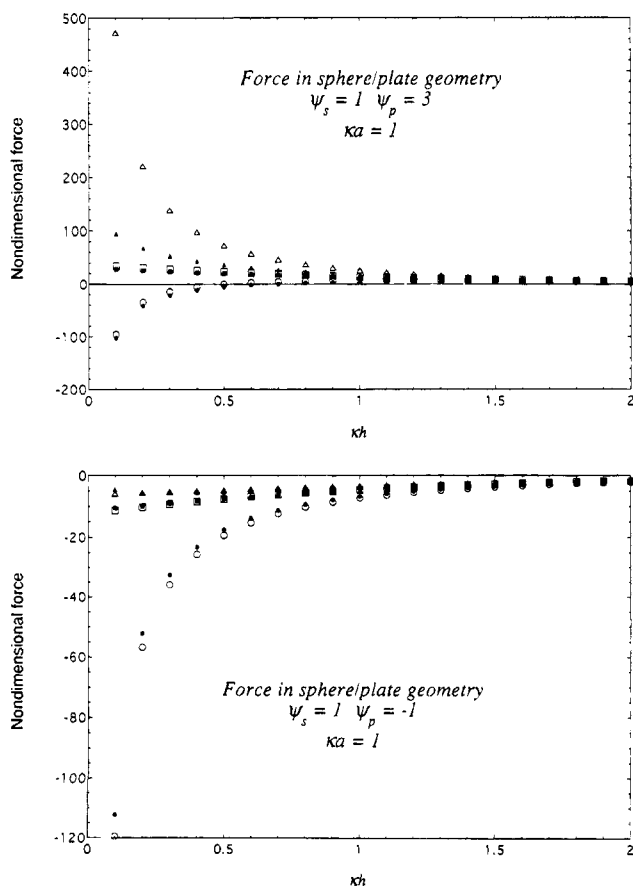 500
400
300
200
100
0
-100
-200
Nondimensional force
Force in sphere/plate geometry
ψs = 1 ψp = 3
κa = 1
0 0.5 1 1.5 2
κh
0
-20
-40
-60
-80
-100
-120
Nondimensional force
Force in sphere/plate geometry
ψs = 1 ψp = -1
κa = 1
0 0.5 1 1.5 2
κh